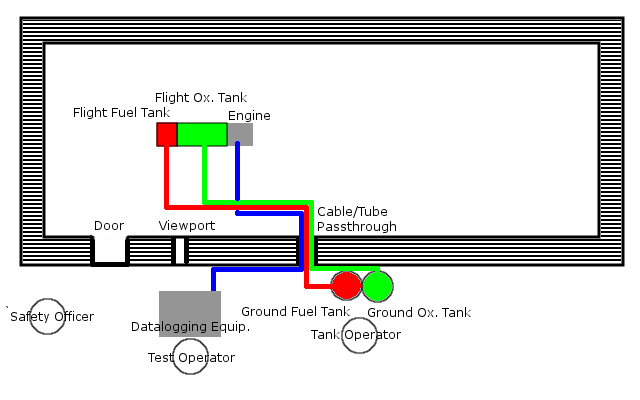 Flight Ox. Tank
Flight Fuel Tank
Engine
Cable/Tube
Passthrough
Door
Viewport
Ground Fuel Tank
Ground Ox. Tank
`
Safety Officer
Datalogging Equip.
Tank Operator
Test Operator